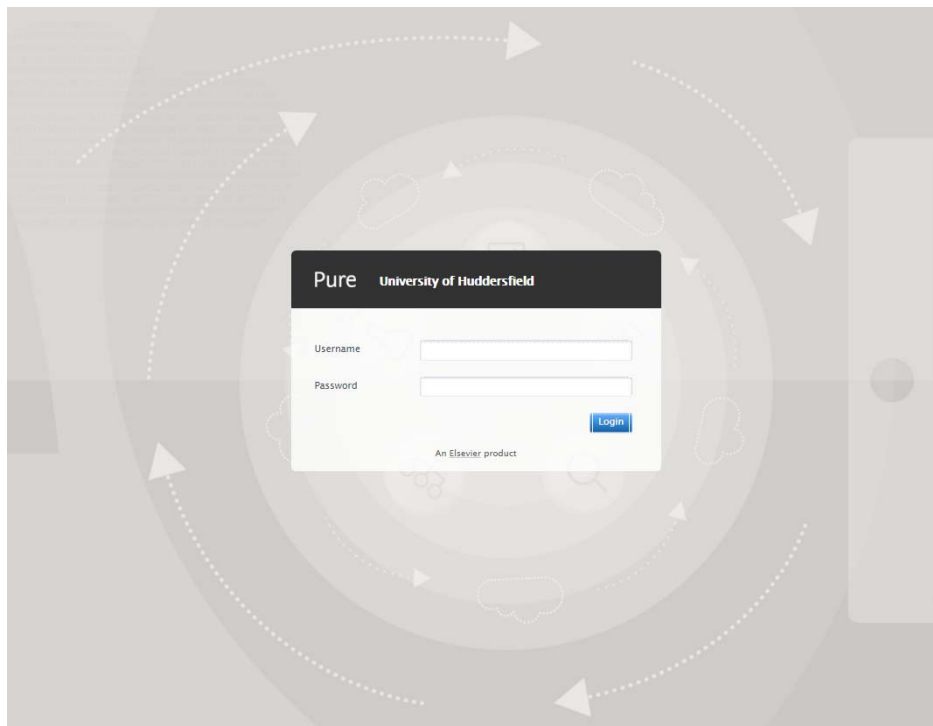 Pure University of Huddersfield
Username
Password
Login
An Elsevier product